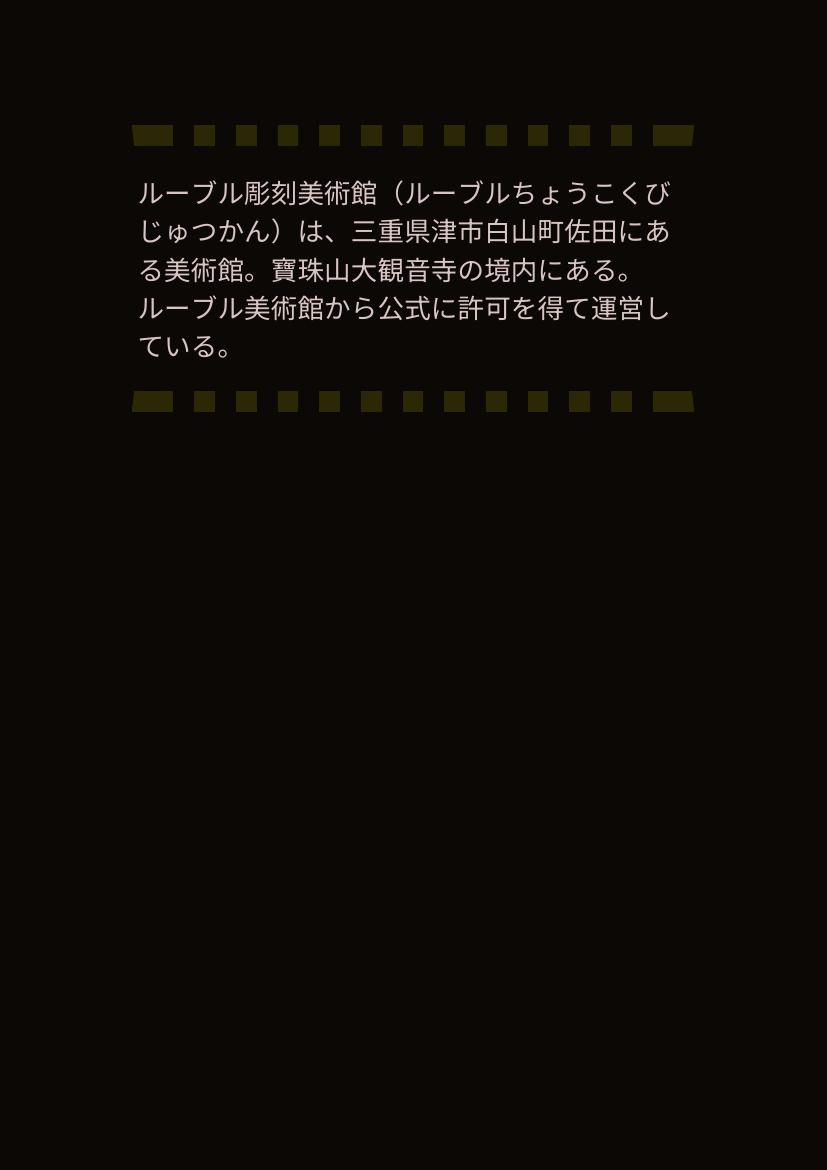 ルーブル彫刻美術館（ルーブルちょうこくび
じゅつかん）は、三重県津市白山町佐田にあ
る美術館。寶珠山大観音寺の境内にある。
ルーブル美術館から公式に許可を得て運営し
ている。